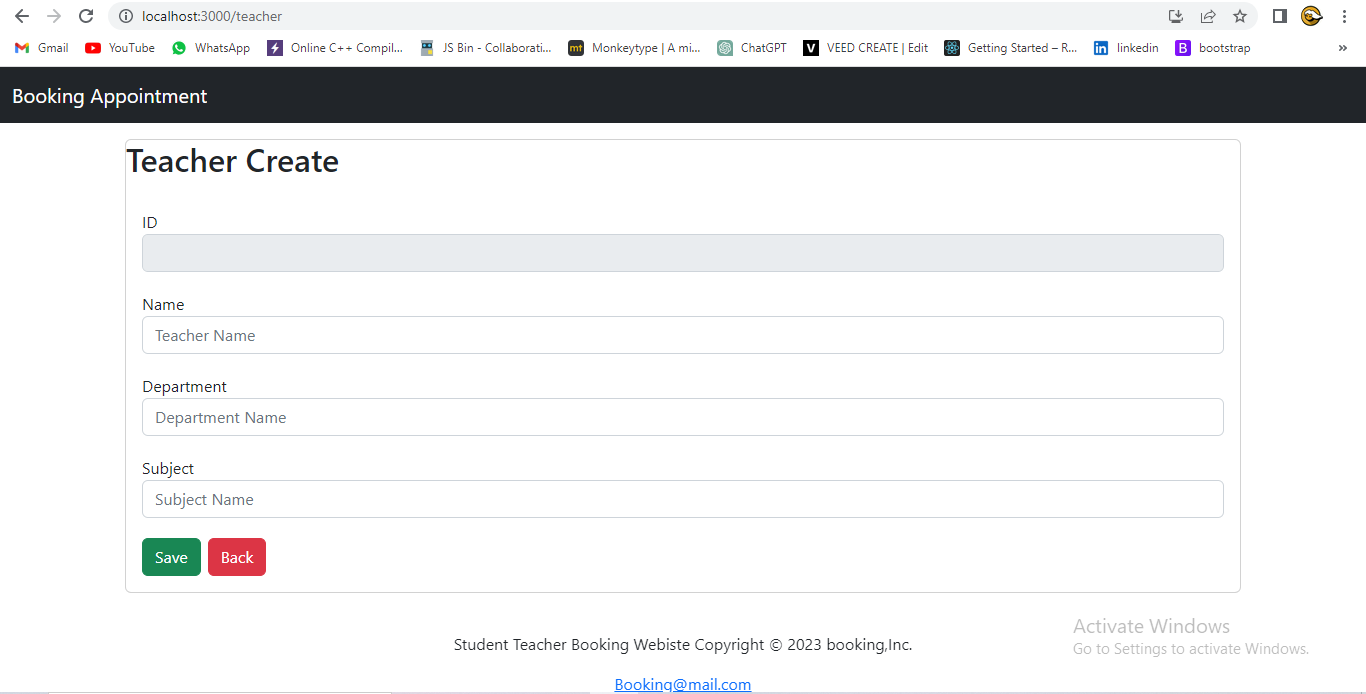 localhost:3000/teacher
Gmail YouTube WhatsApp Online C++ Compil... JS Bin - Collaborati... mt Monkeytype | A mi... ChatGPT V VEED CREATE | Edit Getting Started – R... in linkedin B bootstrap »
Booking Appointment
Teacher Create
ID
Name
Teacher Name
Department
Department Name
Subject
Subject Name
Save Back
Student Teacher Booking Webiste Copyright © 2023 booking,Inc.
Booking@mail.com
Activate Windows
Go to Settings to activate Windows.